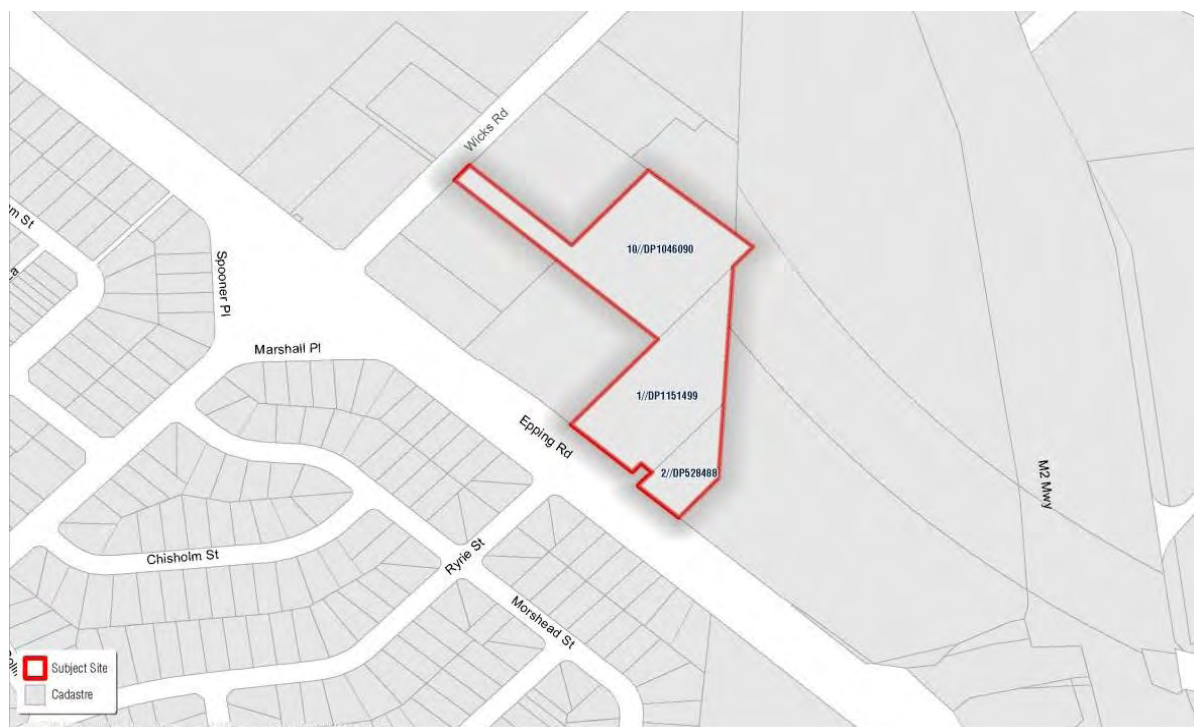 Wicks Rd
10//DP1046090
am St
Spooner Pl
Marshall Pl
1//DP1151499
Epping Rd
2//DP528488
M2 Mwy
Chisholm St
Ryrie St
Morshead St
Subject Site
Cadastre